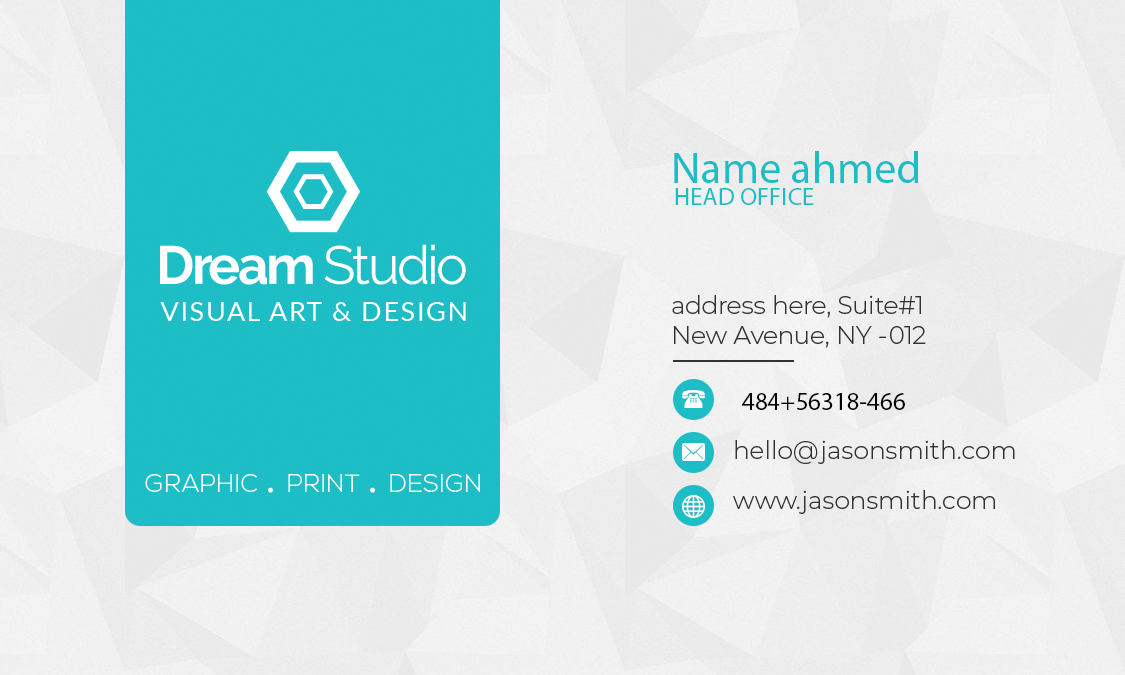 Dream Studio
VISUAL ART & DESIGN
GRAPHIC . PRINT . DESIGN
Name ahmed
HEAD OFFICE
address here, Suite#1
New Avenue, NY -012
484+56318-466
hello@jasonsmith.com
www.jasonsmith.com